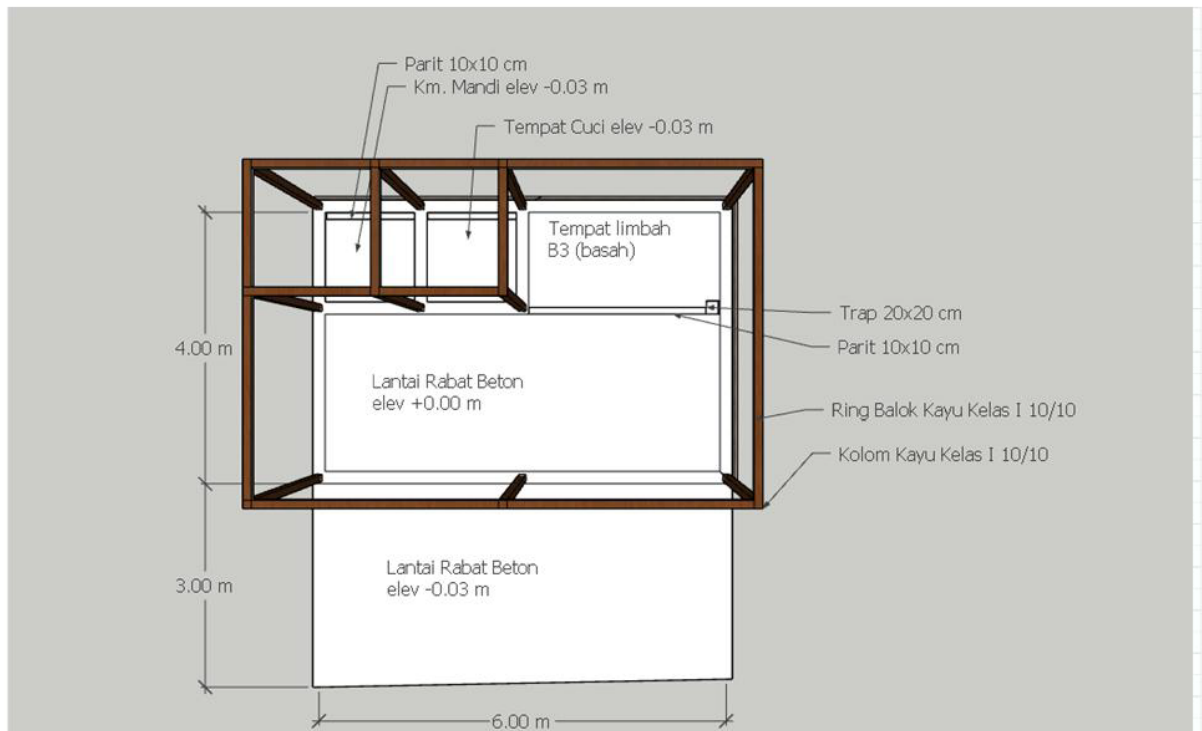 Parit 10x10 cm
Km. Mandi elev -0.03 m
Tempat Cuci elev -0.03 m
Tempat limbah
B3 (basah)
Trap 20x20 cm
Parit 10x10 cm
4.00 m
Lantai Rabat Beton
elev +0.00 m
Ring Balok Kayu Kelas I 10/10
Kolom Kayu Kelas I 10/10
Lantai Rabat Beton
elev -0.03 m
3.00 m
6.00 m